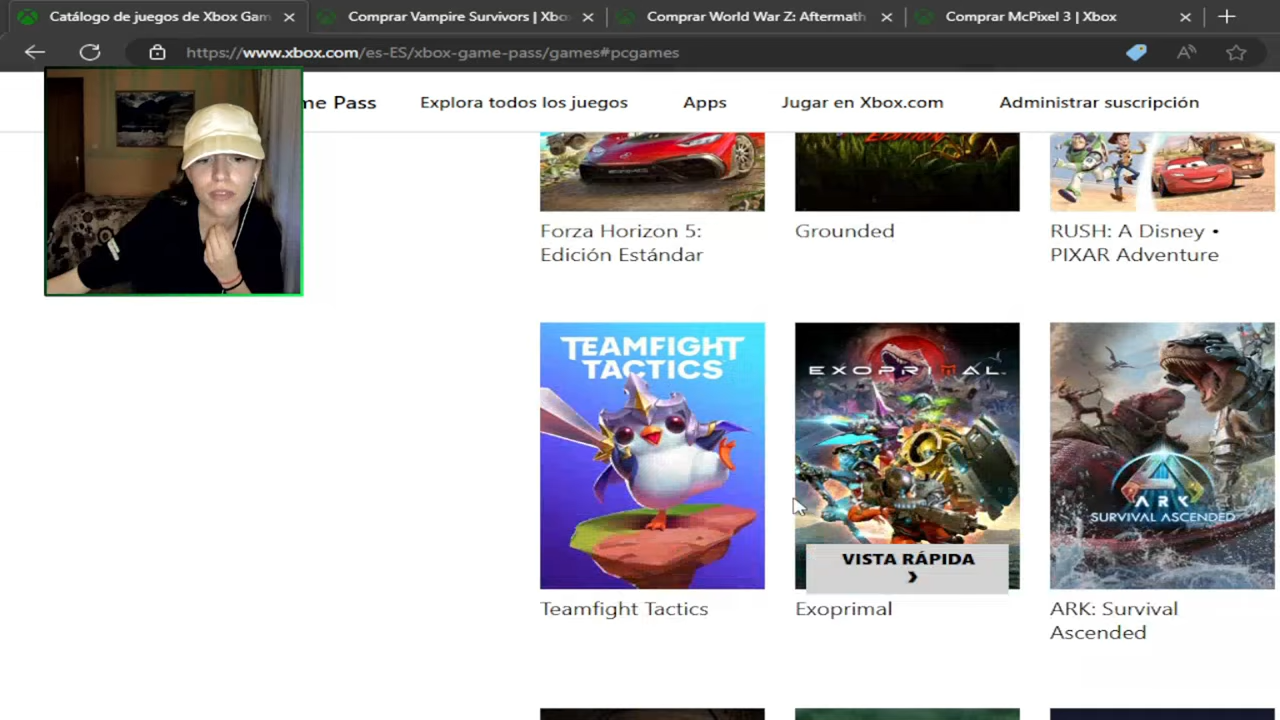 Catálogo de juegos de Xbox Gam
Comprar Vampire Survivors | Xbo
Comprar World War Z: Aftermath
Comprar McPixel 3 | Xbox
https://www.xbox.com/es-ES/xbox-game-pass/games#pcgames
me Pass
Explora todos los juegos
Apps
Jugar en Xbox.com
Administrar suscripción
EDITION
Forza Horizon 5:
Edición Estándar
Grounded
RUSH: A Disney •
PIXAR Adventure
TEAMFIGHT
TACTICS
EXOPRIMAL
ARK
SURVIVAL ASCENDED
VISTA RÁPIDA
Teamfight Tactics
Exoprimal
ARK: Survival
Ascended